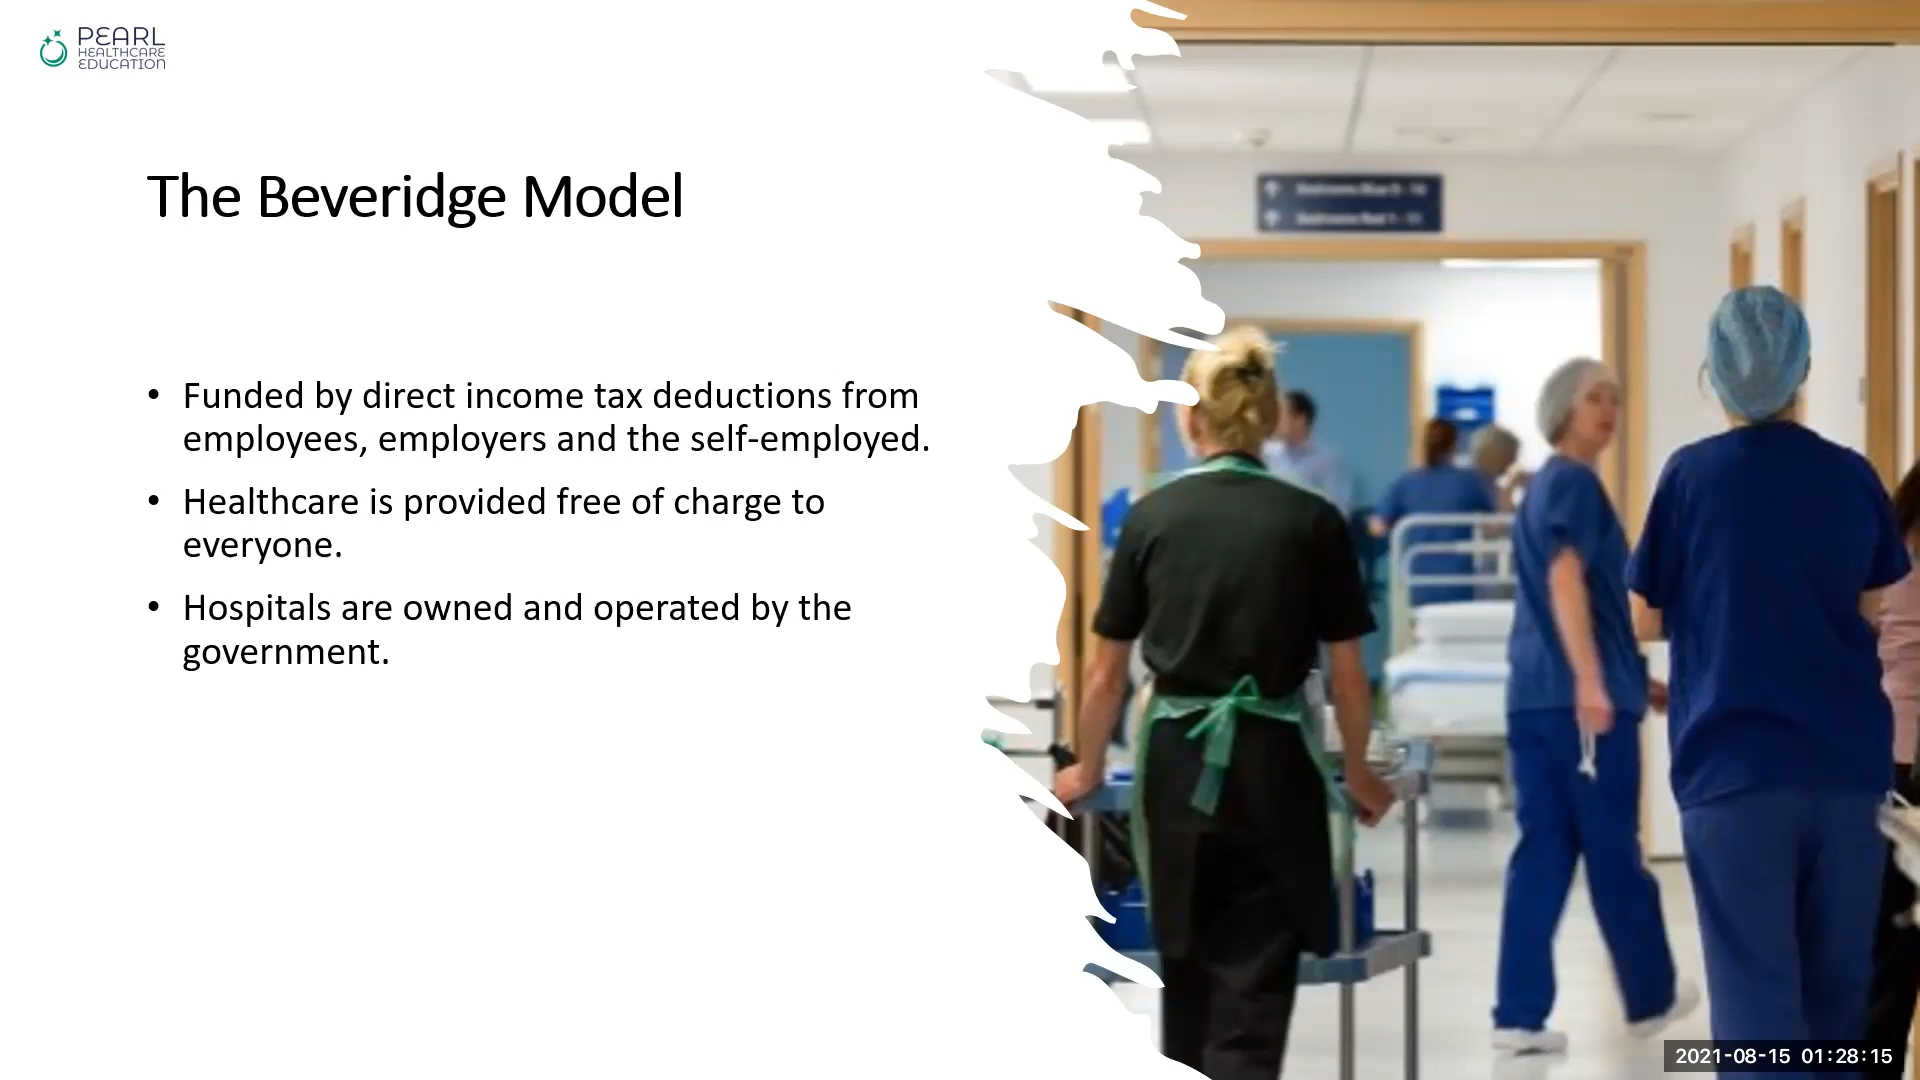 PEARL
HEALTHCARE
EDUCATION
The Beveridge Model
• Funded by direct income tax deductions from
employees, employers and the self-employed.
• Healthcare is provided free of charge to
everyone.
• Hospitals are owned and operated by the
government.
2021-08-15 01:28:15